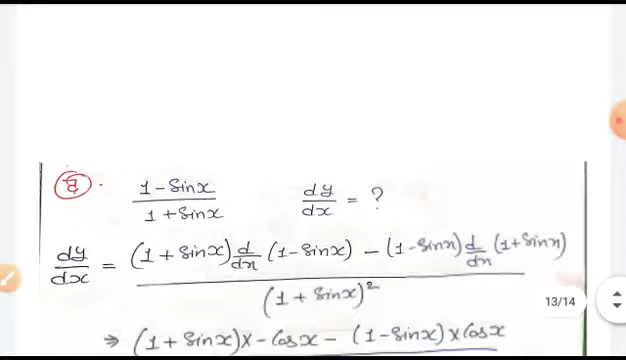 ई. 1 - Sinx / 1 + Sinx dy/dx = ?
dy/dx = (1 + Sinx) d/dx (1 - Sinx) - (1 - Sinx) d/dx (1 + Sinx) / (1 + Sinx)²
13/14
⇒ (1 + Sinx) x - Cosx - (1 - Sinx) x Cosx